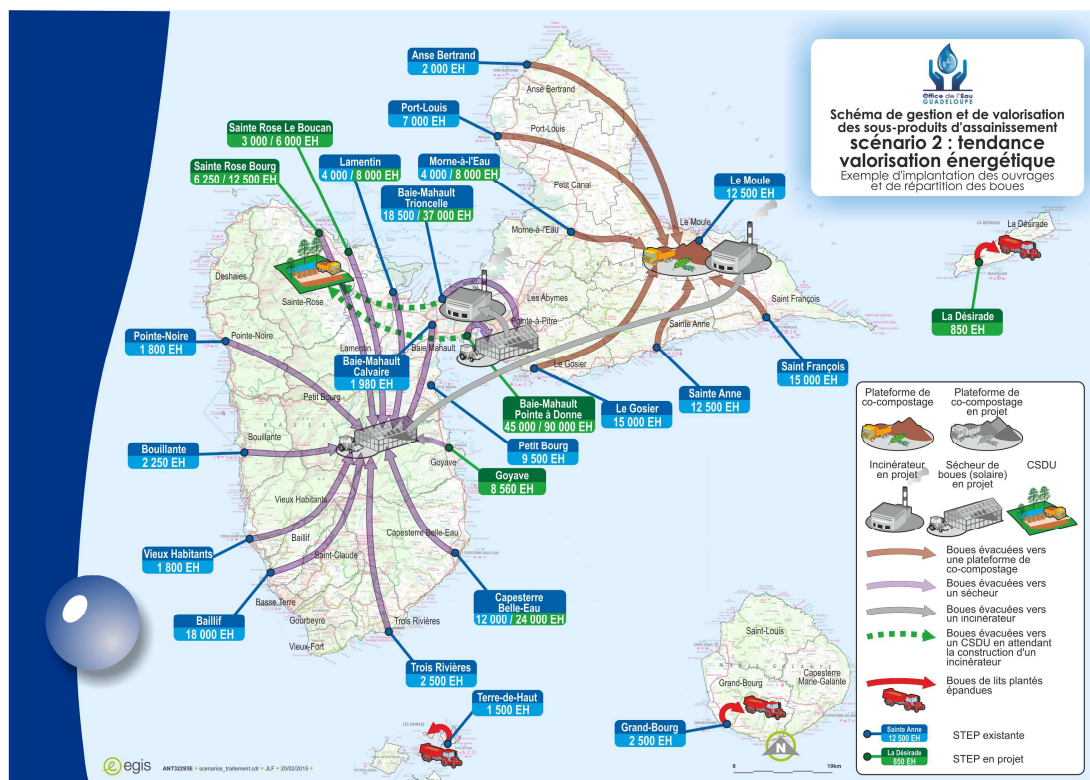 Office de l'Eau
GUADELOUPE
Schéma de gestion et de valorisation
des sous-produits d'assainissement
scénario 2 : tendance
valorisation énergétique
Exemple d'implantation des ouvrages
et de répartition des boues
Anse Bertrand
2 000 EH
Anse Bertrand
Port-Louis
7 000 EH
Port-Louis
Sainte Rose Le Boucan
3 000 / 6 000 EH
Sainte Rose Bourg
6 250 / 12 500 EH
Lamentin
4 000 / 8 000 EH
Morne-à-l'Eau
4 000 / 8 000 EH
Baie-Mahault
Trioncelle
18 500 / 37 000 EH
Le Moule
12 500 EH
Petit Canal
Le Moule
Morne-à-l'Eau
LA DÉSIRADE
La Désirade
La Désirade
850 EH
Deshaies
Sainte-Rose
Les Abymes
Pointe-à-Pitre
Saint François
Sainte Anne
Pointe-Noire
1 800 EH
Pointe-Noire
Lamentin
Baie Mahault
Baie-Mahault
Calvaire
1 980 EH
Le Gosier
Saint François
15 000 EH
Sainte Anne
12 500 EH
Le Gosier
15 000 EH
Baie-Mahault
Pointe à Donne
45 000 / 90 000 EH
Petit Bourg
Petit Bourg
9 500 EH
Bouillante
2 250 EH
Bouillante
Goyave
Goyave
8 560 EH
Vieux Habitants
Vieux Habitants
1 800 EH
Baillif
Saint-Claude
Capesterre Belle-Eau
Baillif
18 000 EH
Basse Terre
Gourbeyre
Vieux-Fort
Trois Rivières
Capesterre
Belle-Eau
12 000 / 24 000 EH
Trois Rivières
2 500 EH
Terre-de-Haut
1 500 EH
Saint-Louis
Grand-Bourg
Capesterre
Marie-Galante
Grand-Bourg
2 500 EH
N
0
10km
Plateforme de
co-compostage
Plateforme de
co-compostage
en projet
Incinérateur
en projet
Sécheur de
boues (solaire)
en projet
CSDU
Boues évacuées vers
une plateforme de
co-compostage
Boues évacuées vers
un sécheur
Boues évacuées vers
un incinérateur
Boues évacuées vers
un CSDU en attendant
la construction d'un
incinérateur
Boues de lits plantés
épandues
Sainte Anne
12 500 EH
STEP existante
La Désirade
850 EH
STEP en projet
egis
ANT32293E • scenarios_traitement.cdr • JLF • 20/02/2015 •